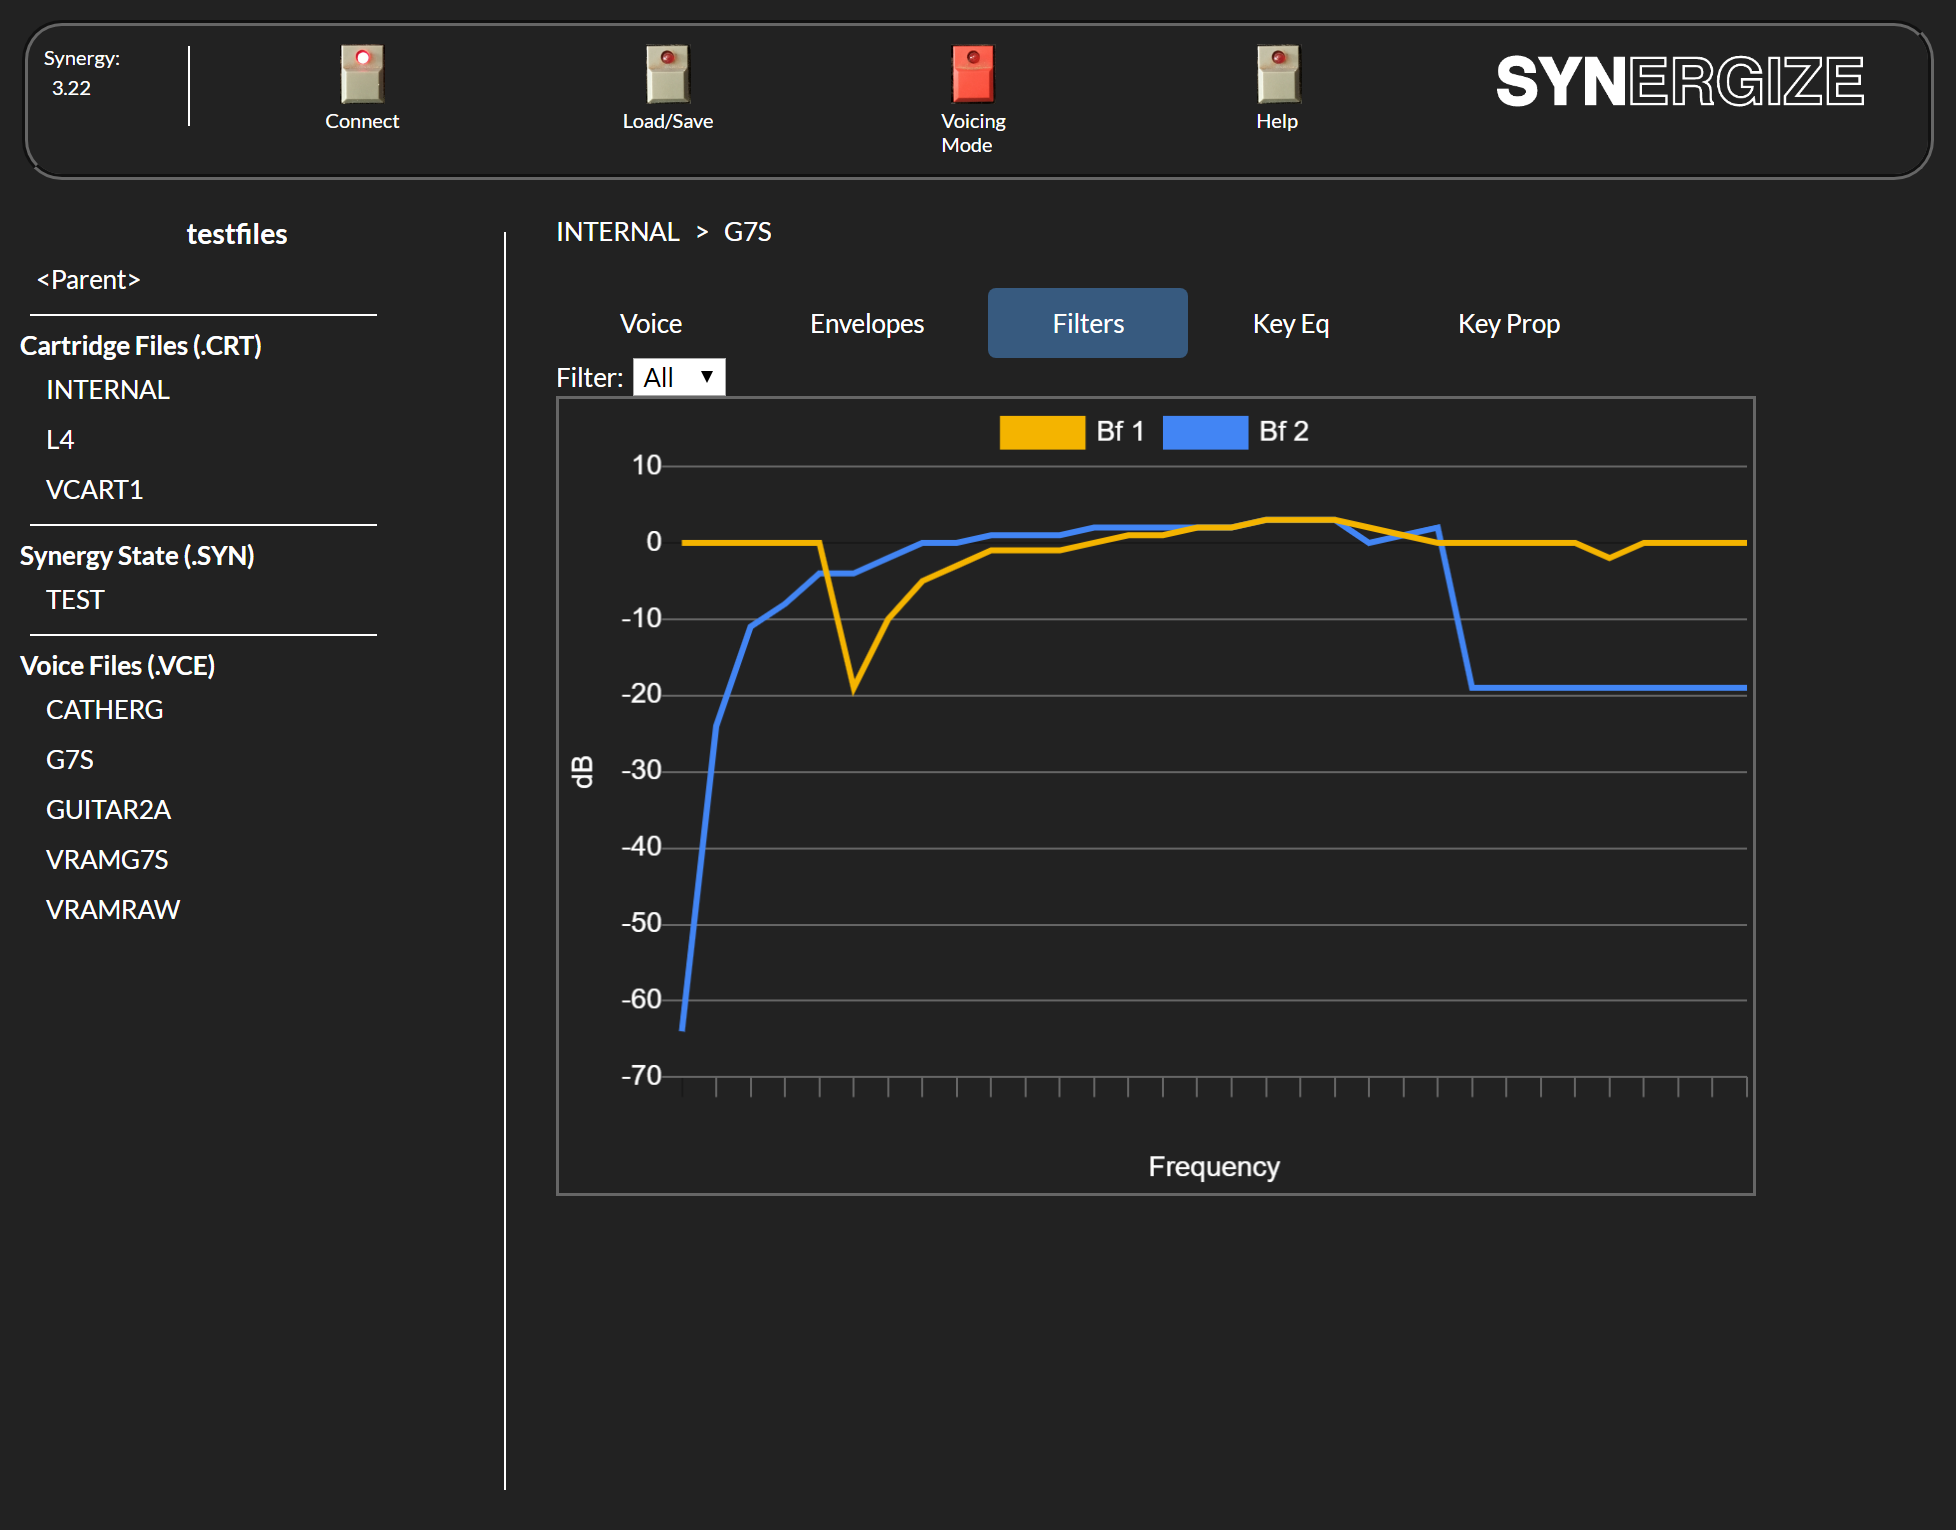 Synergy:
3.22
Connect
Load/Save
Voicing
Mode
Help
SYNERGIZE
testfiles
<Parent>
Cartridge Files (.CRT)
INTERNAL
L4
VCART1
Synergy State (.SYN)
TEST
Voice Files (.VCE)
CATHERG
G7S
GUITAR2A
VRAMG7S
VRAMRAW
INTERNAL > G7S
Voice Envelopes Filters Key Eq Key Prop
Filter: All ▼
Bf 1 Bf 2
10
0
-10
-20
-30
-40
-50
-60
-70
dB
Frequency